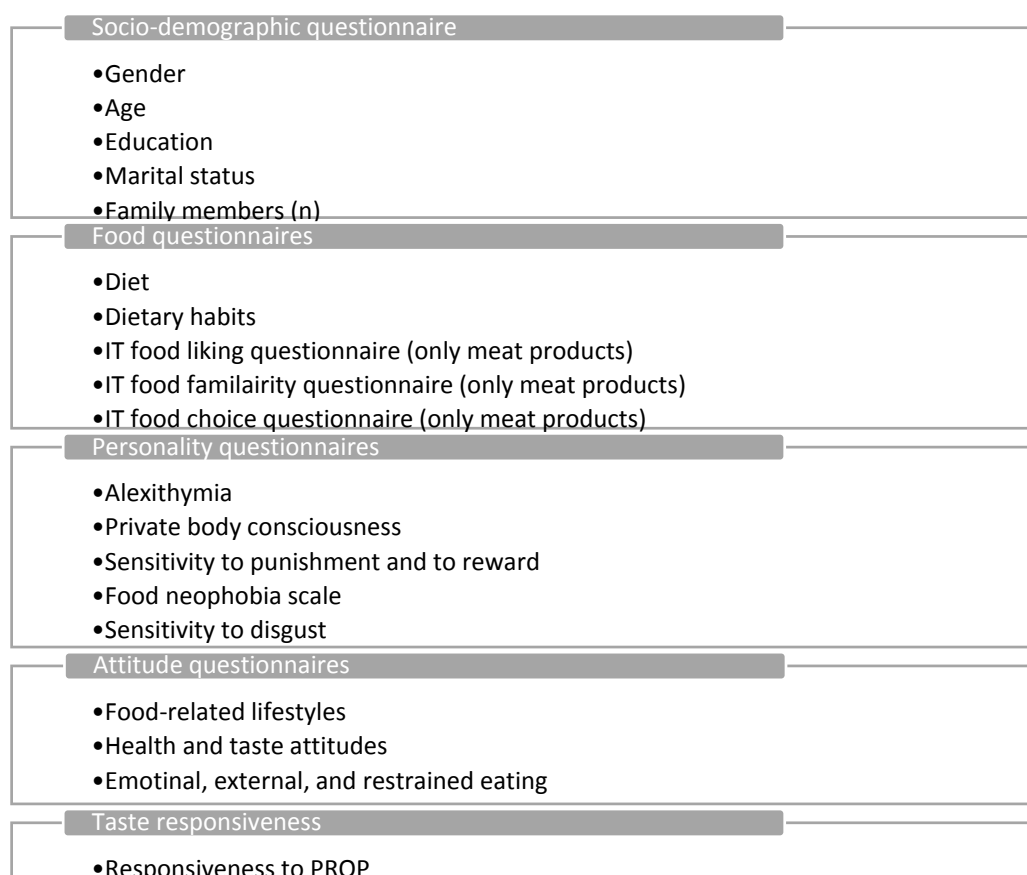 Socio-demographic questionnaire
•Gender
•Age
•Education
•Marital status
•Family members (n)
Food questionnaires
•Diet
•Dietary habits
•IT food liking questionnaire (only meat products)
•IT food familairity questionnaire (only meat products)
•IT food choice questionnaire (only meat products)
Personality questionnaires
•Alexithymia
•Private body consciousness
•Sensitivity to punishment and to reward
•Food neophobia scale
•Sensitivity to disgust
Attitude questionnaires
•Food-related lifestyles
•Health and taste attitudes
•Emotinal, external, and restrained eating
Taste responsiveness
•Responsiveness to PROP